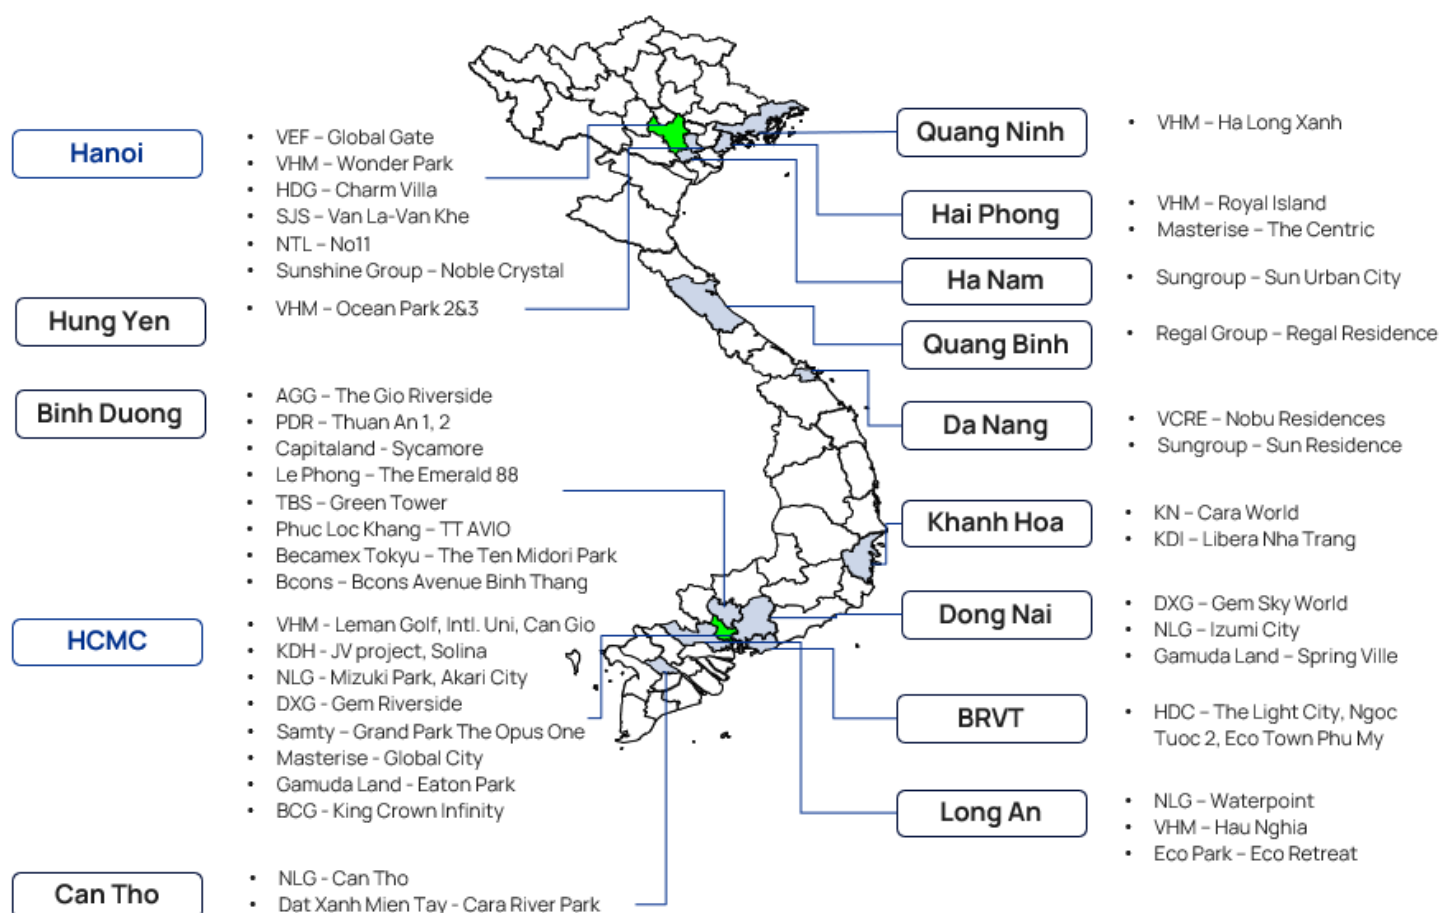 Hanoi
• VEF – Global Gate
• VHM – Wonder Park
• HDG – Charm Villa
• SJS – Van La-Van Khe
• NTL – No11
• Sunshine Group – Noble Crystal
Hung Yen
• VHM – Ocean Park 2&3
Binh Duong
• AGG – The Gio Riverside
• PDR – Thuan An 1, 2
• Capitaland - Sycamore
• Le Phong – The Emerald 88
• TBS – Green Tower
• Phuc Loc Khang – TT AVIO
• Becamex Tokyu – The Ten Midori Park
• Bcons – Bcons Avenue Binh Thang
HCMC
• VHM - Leman Golf, Intl. Uni, Can Gio
• KDH - JV project, Solina
• NLG - Mizuki Park, Akari City
• DXG - Gem Riverside
• Samty – Grand Park The Opus One
• Masterise - Global City
• Gamuda Land - Eaton Park
• BCG - King Crown Infinity
Can Tho
• NLG - Can Tho
• Dat Xanh Mien Tay - Cara River Park
Quang Ninh
• VHM – Ha Long Xanh
Hai Phong
• VHM – Royal Island
• Masterise – The Centric
Ha Nam
• Sungroup – Sun Urban City
Quang Binh
• Regal Group – Regal Residence
Da Nang
• VCRE – Nobu Residences
• Sungroup – Sun Residence
Khanh Hoa
• KN – Cara World
• KDI – Libera Nha Trang
Dong Nai
• DXG – Gem Sky World
• NLG – Izumi City
• Gamuda Land – Spring Ville
BRVT
• HDC – The Light City, Ngoc
Tuoc 2, Eco Town Phu My
Long An
• NLG – Waterpoint
• VHM – Hau Nghia
• Eco Park – Eco Retreat